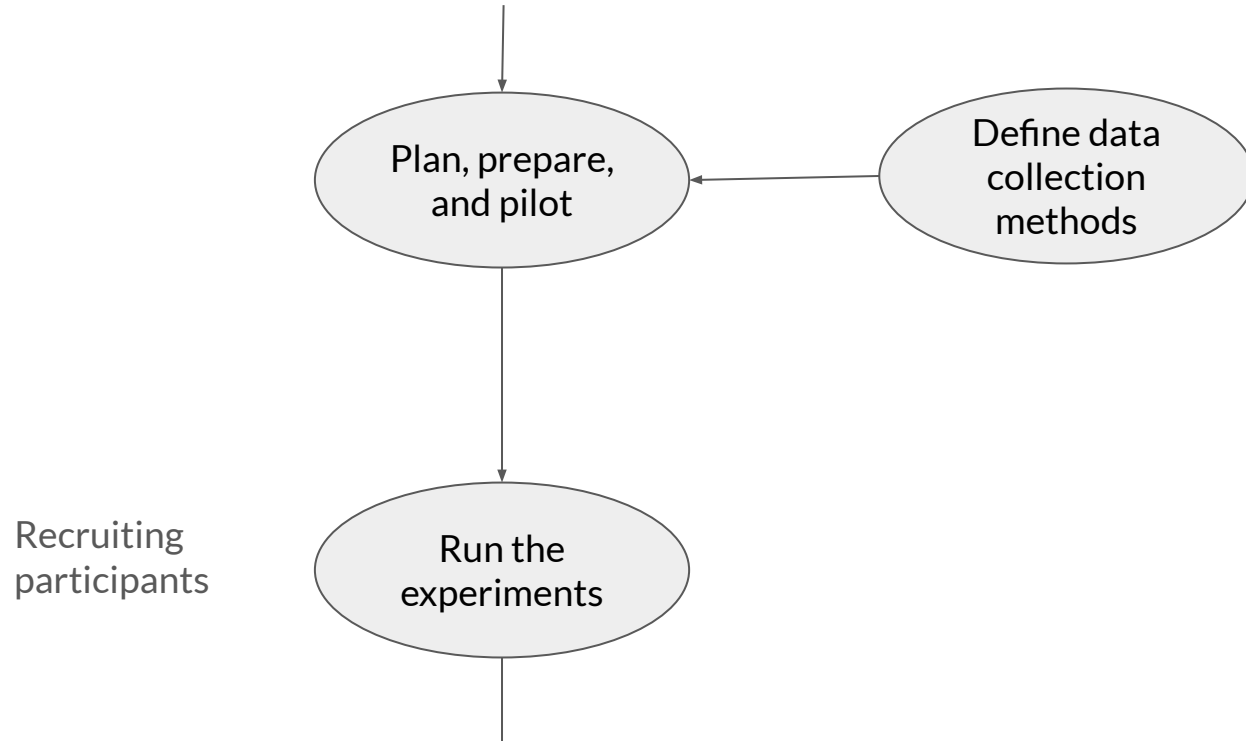 Plan, prepare,
and pilot
Define data
collection
methods
Recruiting
participants
Run the
experiments